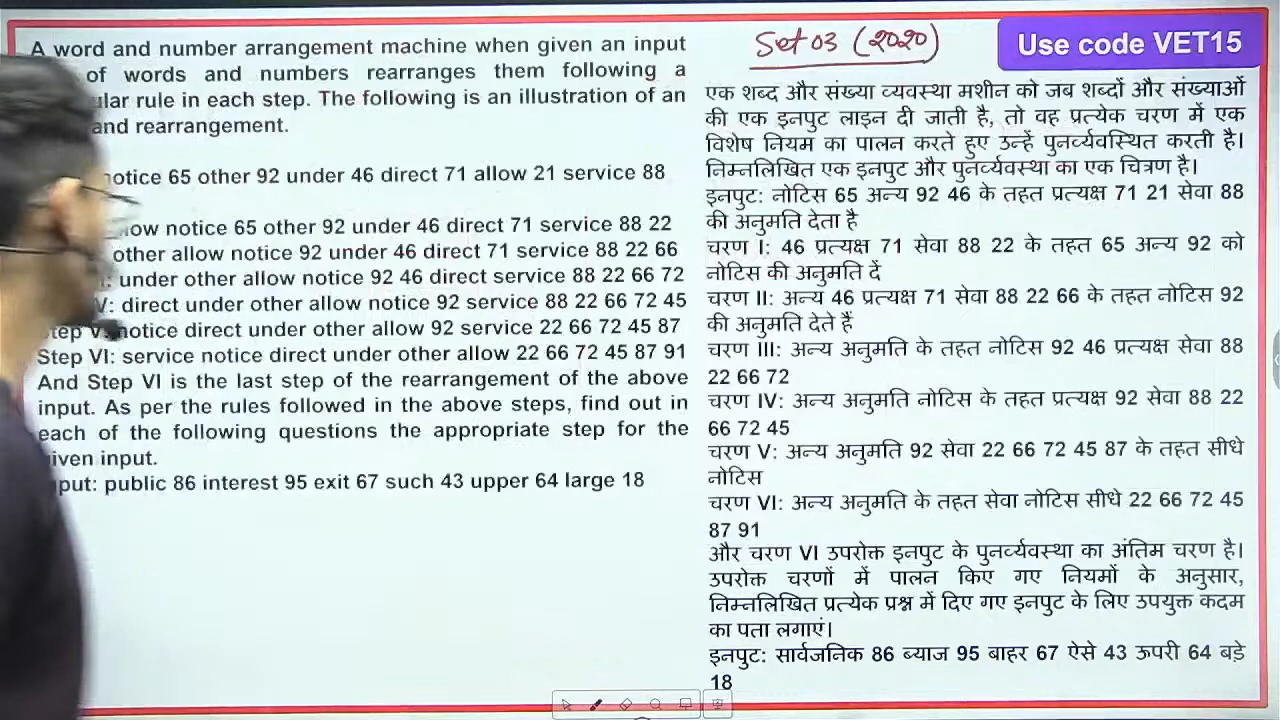 A word and number arrangement machine when given an input
of words and numbers rearranges them following a
rule in each step. The following is an illustration of an
and rearrangement.
65 other 92 under 46 direct 71 allow 21 service 88
notice 65 other 92 under 46 direct 71 service 88 22
other allow notice 92 under 46 direct 71 service 88 22 66
: under other allow notice 92 46 direct service 88 22 66 72
V: direct under other allow notice 92 service 88 22 66 72 45
Step V: notice direct under other allow 92 service 22 66 72 45 87
Step VI: service notice direct under other allow 22 66 72 45 87 91
And Step VI is the last step of the rearrangement of the above
input. As per the rules followed in the above steps, find out in
each of the following questions the appropriate step for the
given input.
public 86 interest 95 exit 67 such 43 upper 64 large 18
Set 03 (2020)
Use code VET15
एक शब्द और संख्या व्यवस्था मशीन को जब शब्दों और संख्याओं
की एक इनपुट लाइन दी जाती है, तो वह प्रत्येक चरण में एक
विशेष नियम का पालन करते हुए उन्हें पुनर्व्यवस्थित करती है।
निम्नलिखित एक इनपुट और पुनर्व्यवस्था का एक चित्रण है।
इनपुट: नोटिस 65 अन्य 92 46 के तहत प्रत्यक्ष 71 21 सेवा 88
की अनुमति देता है
चरण I: 46 प्रत्यक्ष 71 सेवा 88 22 के तहत 65 अन्य 92 को
नोटिस की अनुमति दें
चरण II: अन्य 46 प्रत्यक्ष 71 सेवा 88 22 66 के तहत नोटिस 92
की अनुमति देते हैं
चरण III: अन्य अनुमति के तहत नोटिस 92 46 प्रत्यक्ष सेवा 88
22 66 72
चरण IV: अन्य अनुमति नोटिस के तहत प्रत्यक्ष 92 सेवा 88 22
66 72 45
चरण V: अन्य अनुमति 92 सेवा 22 66 72 45 87 के तहत सीधे
नोटिस
चरण VI: अन्य अनुमति के तहत सेवा नोटिस सीधे 22 66 72 45
87 91
और चरण VI उपरोक्त इनपुट के पुनर्व्यवस्था का अंतिम चरण है।
उपरोक्त चरणों में पालन किए गए नियमों के अनुसार,
निम्नलिखित प्रत्येक प्रश्न में दिए गए इनपुट के लिए उपयुक्त कदम
का पता लगाएं।
इनपुट: सार्वजनिक 86 ब्याज 95 बाहर 67 ऐसे 43 ऊपरी 64 बड़े
18